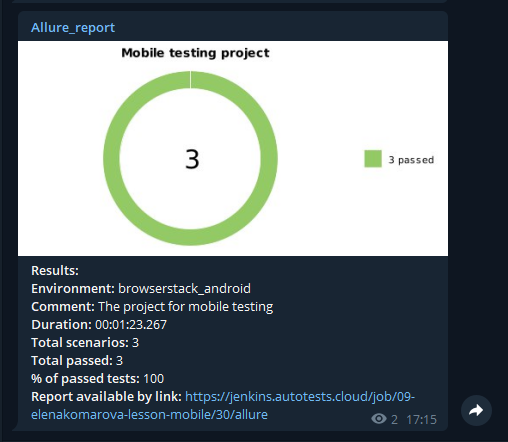 Allure_report
Mobile testing project
3
3 passed
Results:
Environment: browserstack_android
Comment: The project for mobile testing
Duration: 00:01:23.267
Total scenarios: 3
Total passed: 3
% of passed tests: 100
Report available by link: https://jenkins.autotests.cloud/job/09-
elenakomarova-lesson-mobile/30/allure
2 17:15